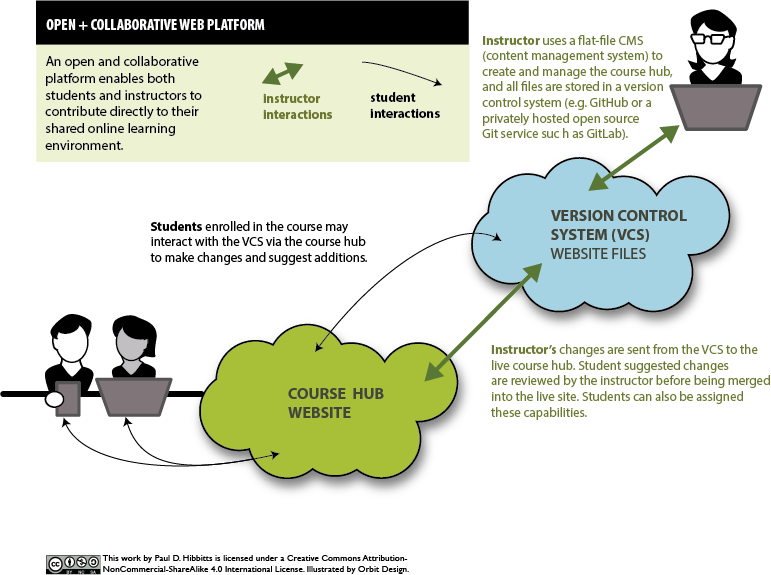 OPEN + COLLABORATIVE WEB PLATFORM
An open and collaborative
platform enables both
students and instructors to
contribute directly to their
shared online learning
environment.
instructor
interactions
student
interactions
Instructor uses a flat-file CMS
(content management system) to
create and manage the course hub,
and all files are stored in a version
control system (e.g. GitHub or a
privately hosted open source
Git service suc h as GitLab).
VERSION CONTROL
SYSTEM (VCS)
WEBSITE FILES
Students enrolled in the course may
interact with the VCS via the course hub
to make changes and suggest additions.
Instructor’s changes are sent from the VCS to the
live course hub. Student suggested changes
are reviewed by the instructor before being merged
into the live site. Students can also be assigned
these capabilities.
COURSE HUB
WEBSITE
cc BY NC SA
This work by Paul D. Hibbitts is licensed under a Creative Commons Attribution-
NonCommercial-ShareAlike 4.0 International License. Illustrated by Orbit Design.